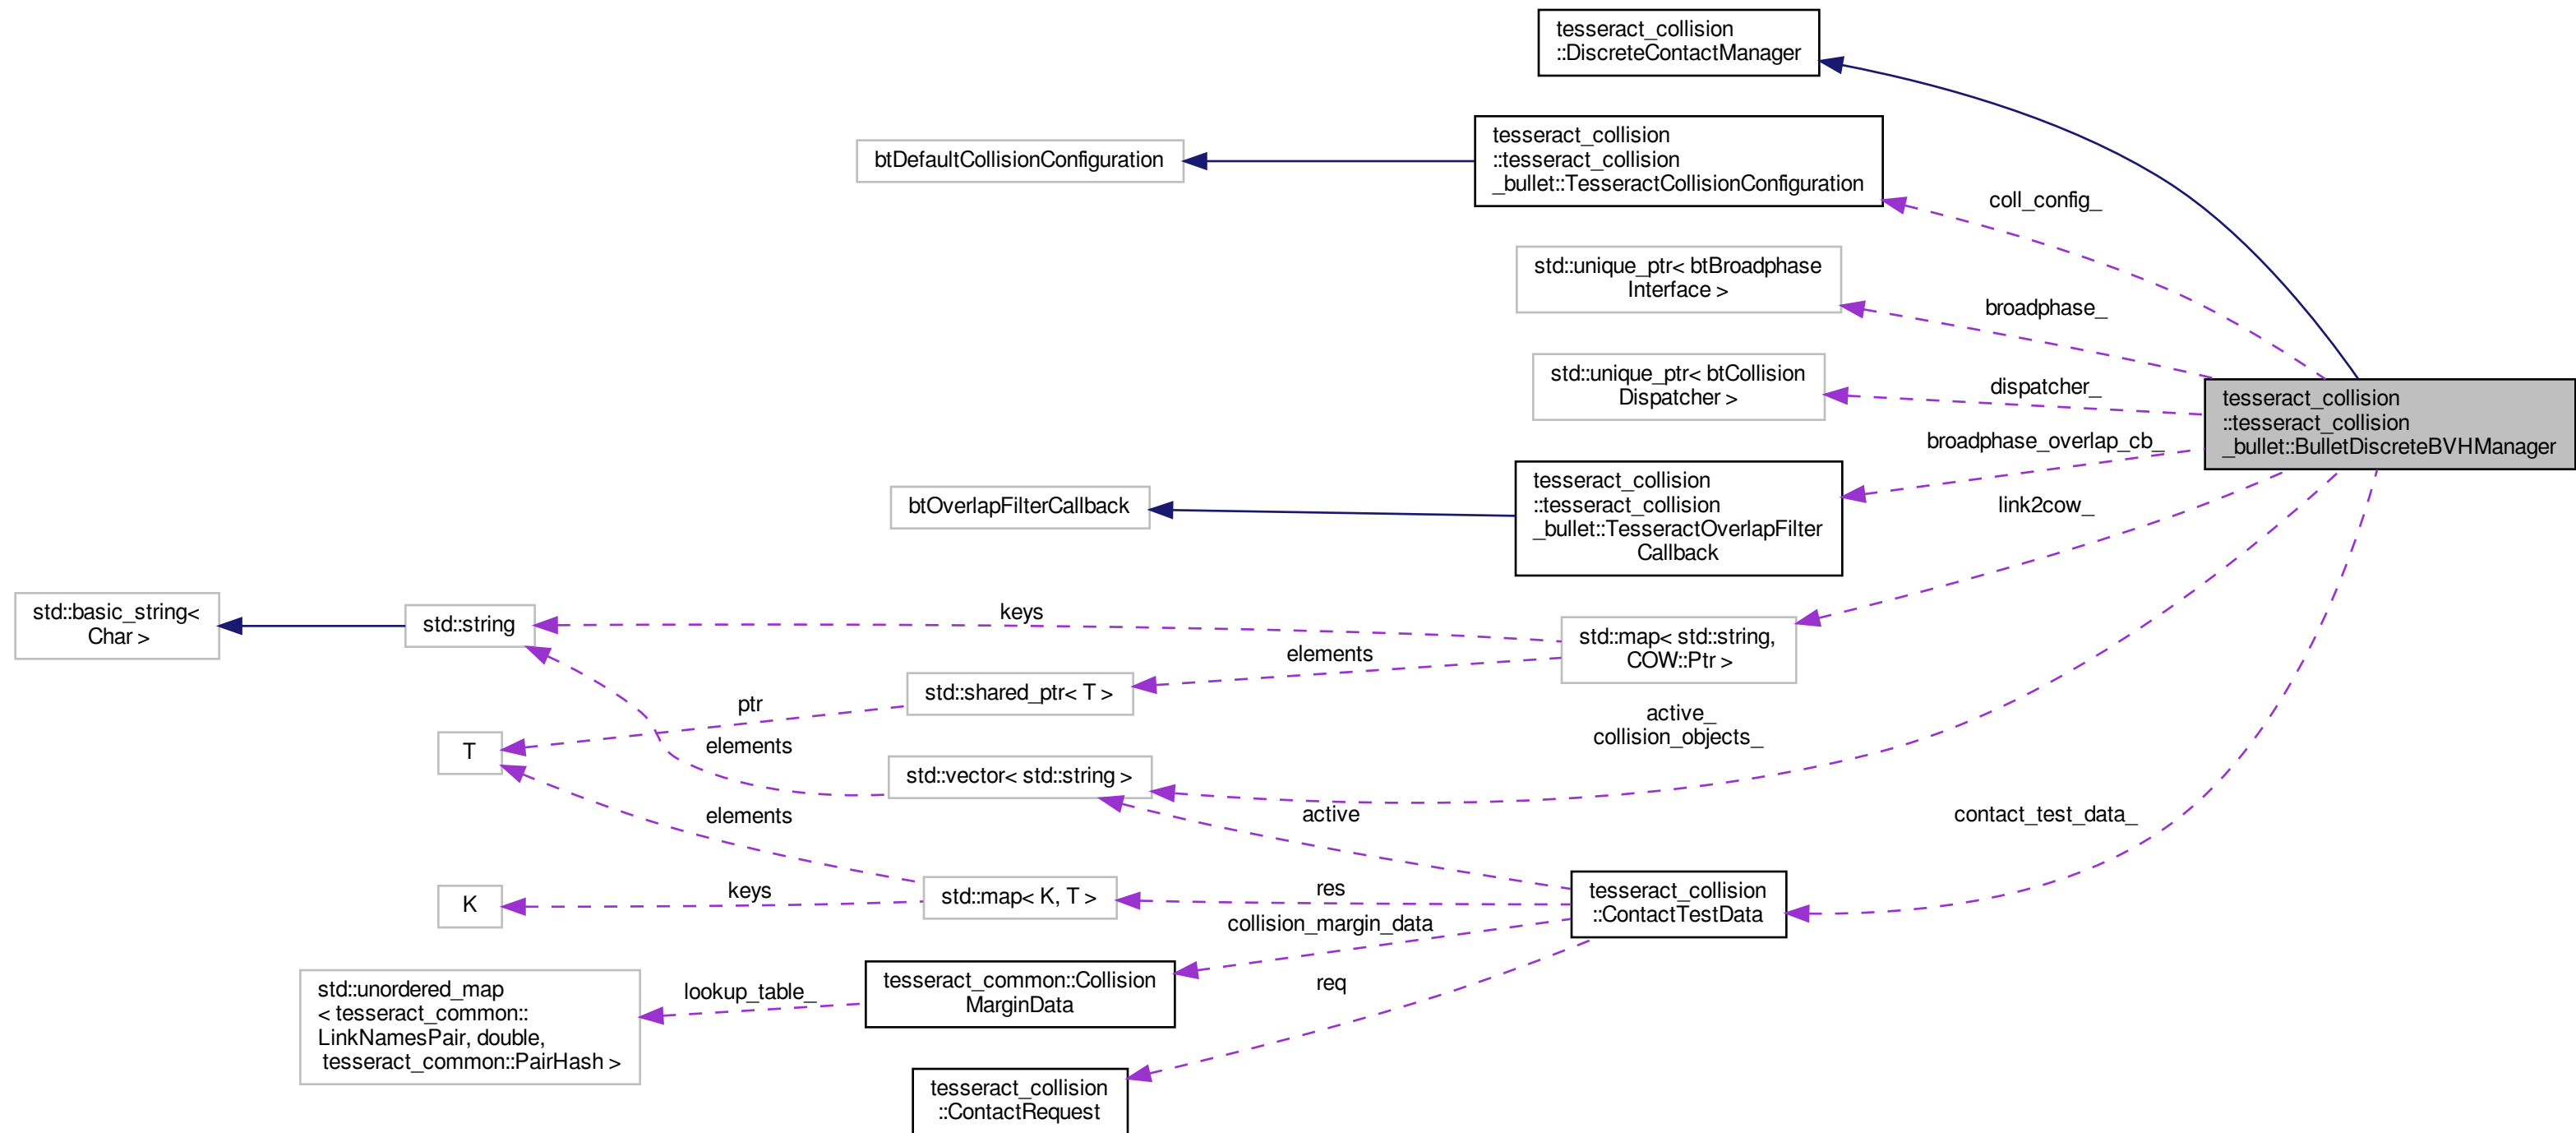 tesseract_collision
::DiscreteContactManager
btDefaultCollisionConfiguration
tesseract_collision
::tesseract_collision
_bullet::TesseractCollisionConfiguration
coll_config_
std::unique_ptr< btBroadphase
Interface >
broadphase_
std::unique_ptr< btCollision
Dispatcher >
dispatcher_
tesseract_collision
::tesseract_collision
_bullet::BulletDiscreteBVHManager
broadphase_overlap_cb_
btOverlapFilterCallback
tesseract_collision
::tesseract_collision
_bullet::TesseractOverlapFilter
Callback
link2cow_
std::basic_string<
Char >
std::string
keys
std::map< std::string,
COW::Ptr >
elements
std::shared_ptr< T >
ptr
T
elements
std::vector< std::string >
active_
collision_objects_
elements
active
contact_test_data_
K
keys
std::map< K, T >
res
tesseract_collision
::ContactTestData
collision_margin_data
std::unordered_map
< tesseract_common::
LinkNamesPair, double,
tesseract_common::PairHash >
lookup_table_
tesseract_common::Collision
MarginData
req
tesseract_collision
::ContactRequest